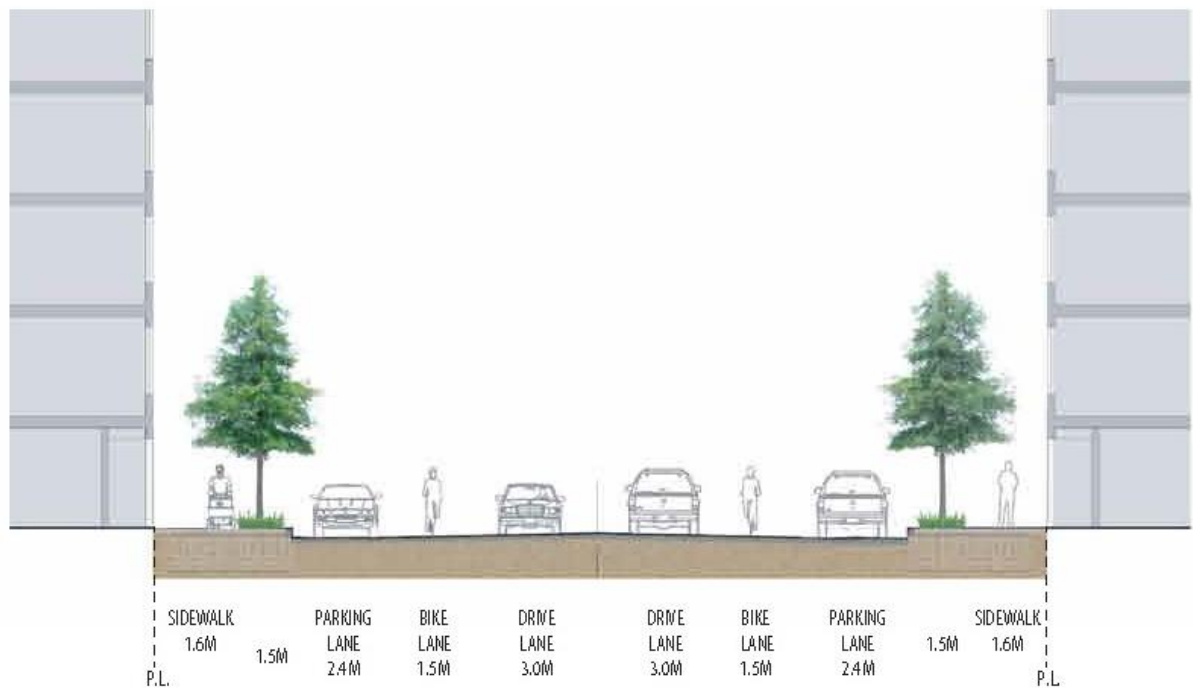 SIDEWALK
1.6M
1.5M
PARKING
LANE
2.4M
BIKE
LANE
1.5M
DRIVE
LANE
3.0M
DRIVE
LANE
3.0M
BIKE
LANE
1.5M
PARKING
LANE
2.4M
1.5M
SIDEWALK
1.6M
P.L.
P.L.